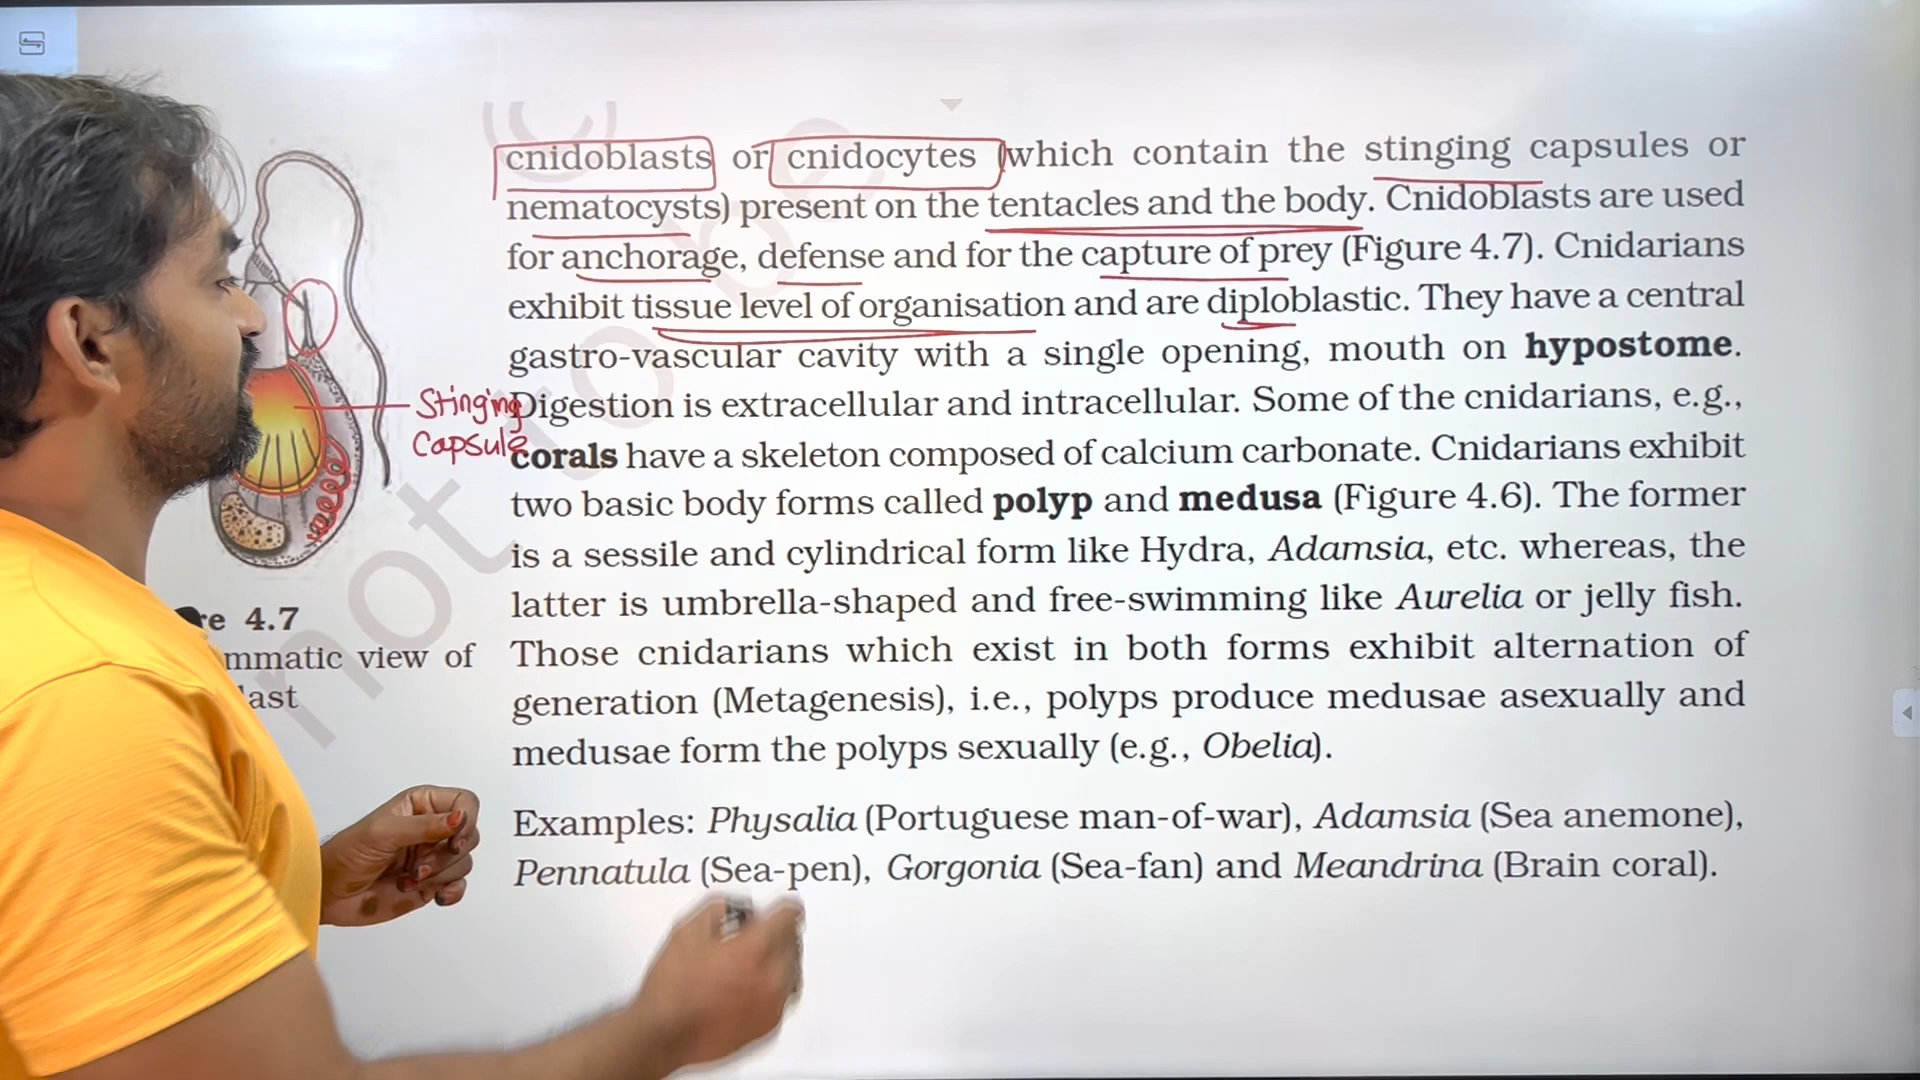 cnidoblasts or cnidocytes (which contain the stinging capsules or
nematocysts) present on the tentacles and the body. Cnidoblasts are used
for anchorage, defense and for the capture of prey (Figure 4.7). Cnidarians
exhibit tissue level of organisation and are diploblastic. They have a central
gastro-vascular cavity with a single opening, mouth on hypostome.
Digestion is extracellular and intracellular. Some of the cnidarians, e.g.,
corals have a skeleton composed of calcium carbonate. Cnidarians exhibit
two basic body forms called polyp and medusa (Figure 4.6). The former
is a sessile and cylindrical form like Hydra, Adamsia, etc. whereas, the
latter is umbrella-shaped and free-swimming like Aurelia or jelly fish.
Those cnidarians which exist in both forms exhibit alternation of
generation (Metagenesis), i.e., polyps produce medusae asexually and
medusae form the polyps sexually (e.g., Obelia).
Examples: Physalia (Portuguese man-of-war), Adamsia (Sea anemone),
Pennatula (Sea-pen), Gorgonia (Sea-fan) and Meandrina (Brain coral).
Stinging
Capsule
4.7
view of
not to be